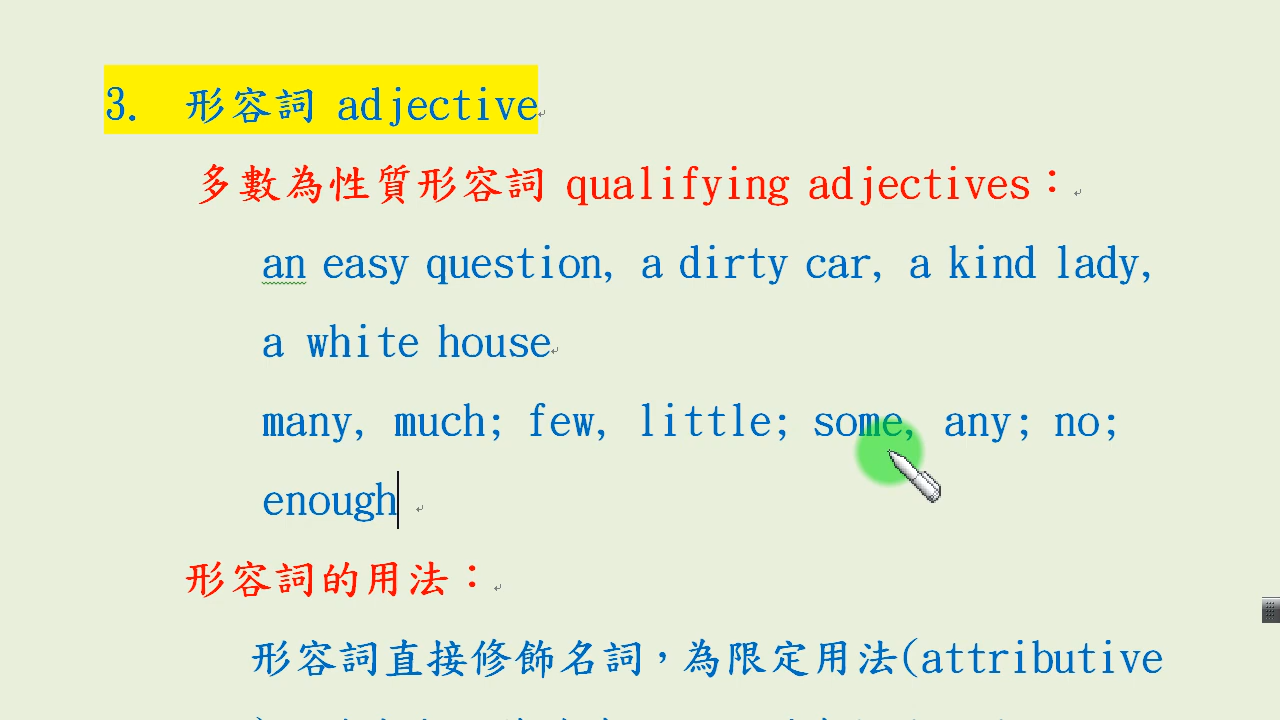 3. 形容詞 adjective
多數為性質形容詞 qualifying adjectives：
an easy question, a dirty car, a kind lady,
a white house
many, much; few, little; some, any; no;
enough
形容詞的用法：
形容詞直接修飾名詞，為限定用法(attributive